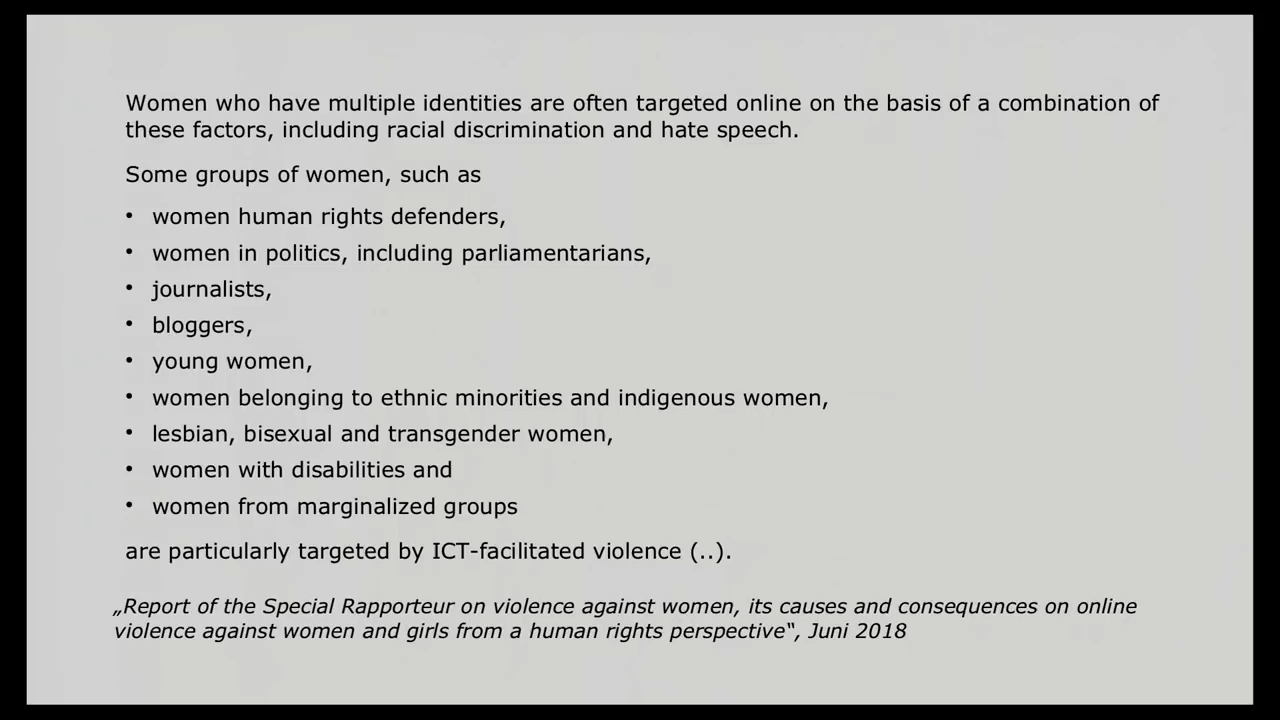 Women who have multiple identities are often targeted online on the basis of a combination of
these factors, including racial discrimination and hate speech.
Some groups of women, such as
• women human rights defenders,
• women in politics, including parliamentarians,
• journalists,
• bloggers,
• young women,
• women belonging to ethnic minorities and indigenous women,
• lesbian, bisexual and transgender women,
• women with disabilities and
• women from marginalized groups
are particularly targeted by ICT-facilitated violence (..).
„Report of the Special Rapporteur on violence against women, its causes and consequences on online
violence against women and girls from a human rights perspective“, Juni 2018